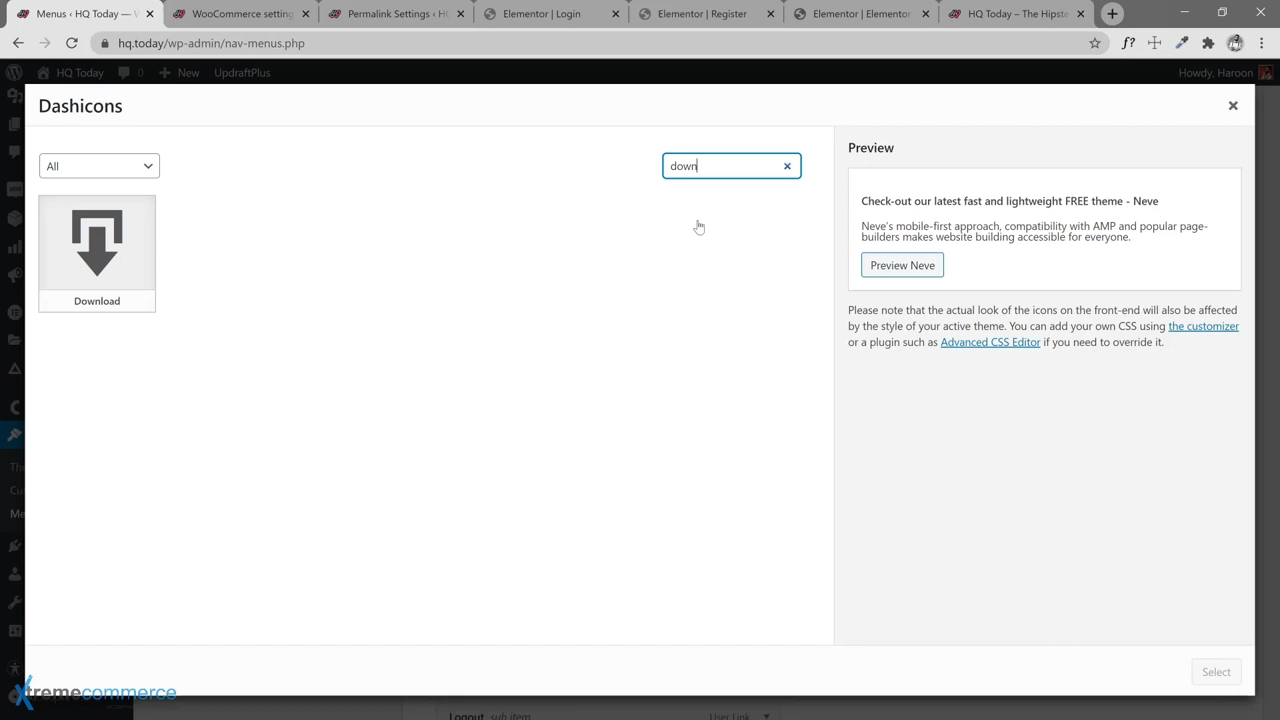 Menus ‹ HQ Today — W
WooCommerce setting
Permalink Settings ‹ HQ
Elementor | Login
Elementor | Register
Elementor | Elementor
HQ Today – The Hipste
hq.today/wp-admin/nav-menus.php
f?
HQ Today
0
New
UpdraftPlus
Howdy, Haroon
Dashicons
All
down
Download
Preview
Check-out our latest fast and lightweight FREE theme - Neve
Neve's mobile-first approach, compatibility with AMP and popular page-
builders makes website building accessible for everyone.
Preview Neve
Please note that the actual look of the icons on the front-end will also be affected
by the style of your active theme. You can add your own CSS using the customizer
or a plugin such as Advanced CSS Editor if you need to override it.
Th
Cu
Me
Select
Xtremecommerce
Logout sub item
User Link